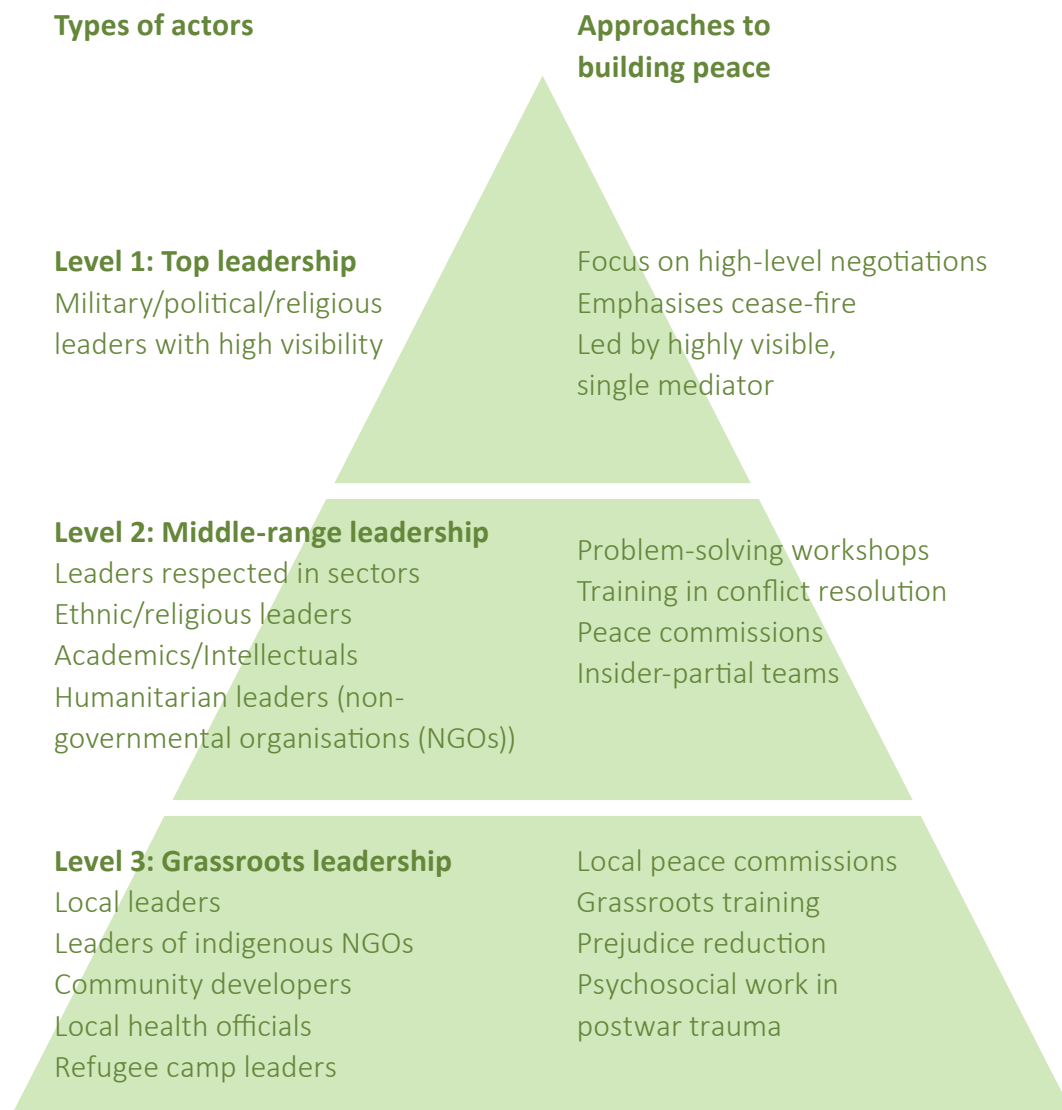 Types of actors
Approaches to
building peace
Level 1: Top leadership
Military/political/religious
leaders with high visibility
Focus on high-level negotiations
Emphasises cease-fire
Led by highly visible,
single mediator
Level 2: Middle-range leadership
Leaders respected in sectors
Ethnic/religious leaders
Academics/Intellectuals
Humanitarian leaders (non-
governmental organisations (NGOs))
Problem-solving workshops
Training in conflict resolution
Peace commissions
Insider-partial teams
Level 3: Grassroots leadership
Local leaders
Leaders of indigenous NGOs
Community developers
Local health officials
Refugee camp leaders
Local peace commissions
Grassroots training
Prejudice reduction
Psychosocial work in
postwar trauma